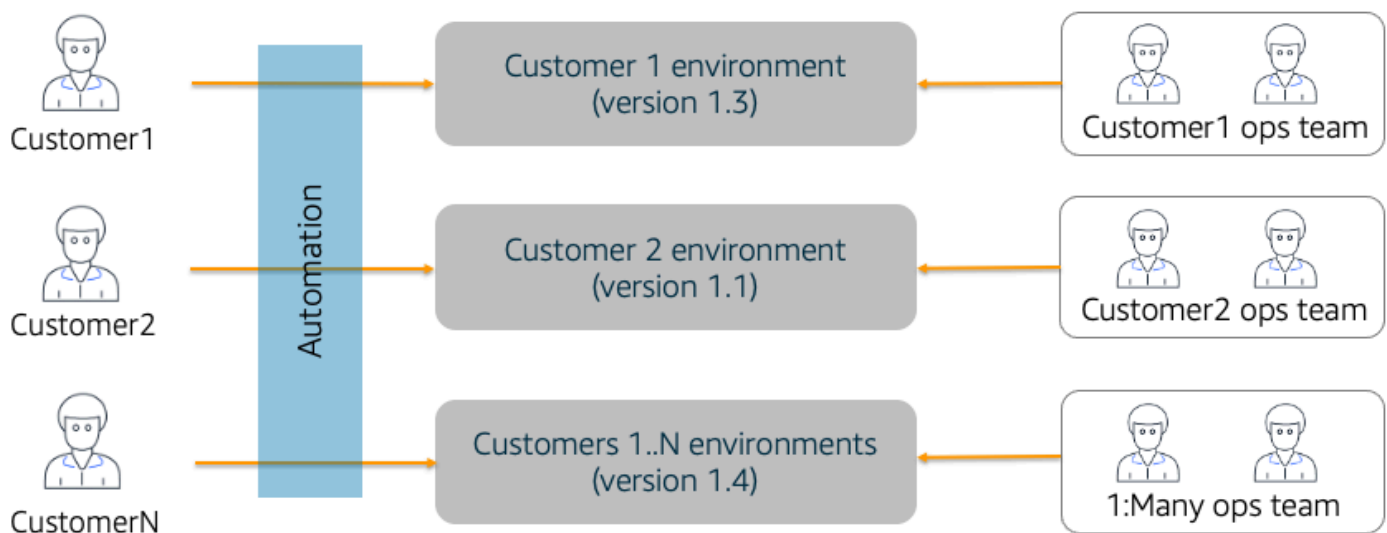 Customer1
Automation
Customer 1 environment
(version 1.3)
Customer1 ops team
Customer2
Customer 2 environment
(version 1.1)
Customer2 ops team
CustomerN
Customers 1..N environments
(version 1.4)
1:Many ops team